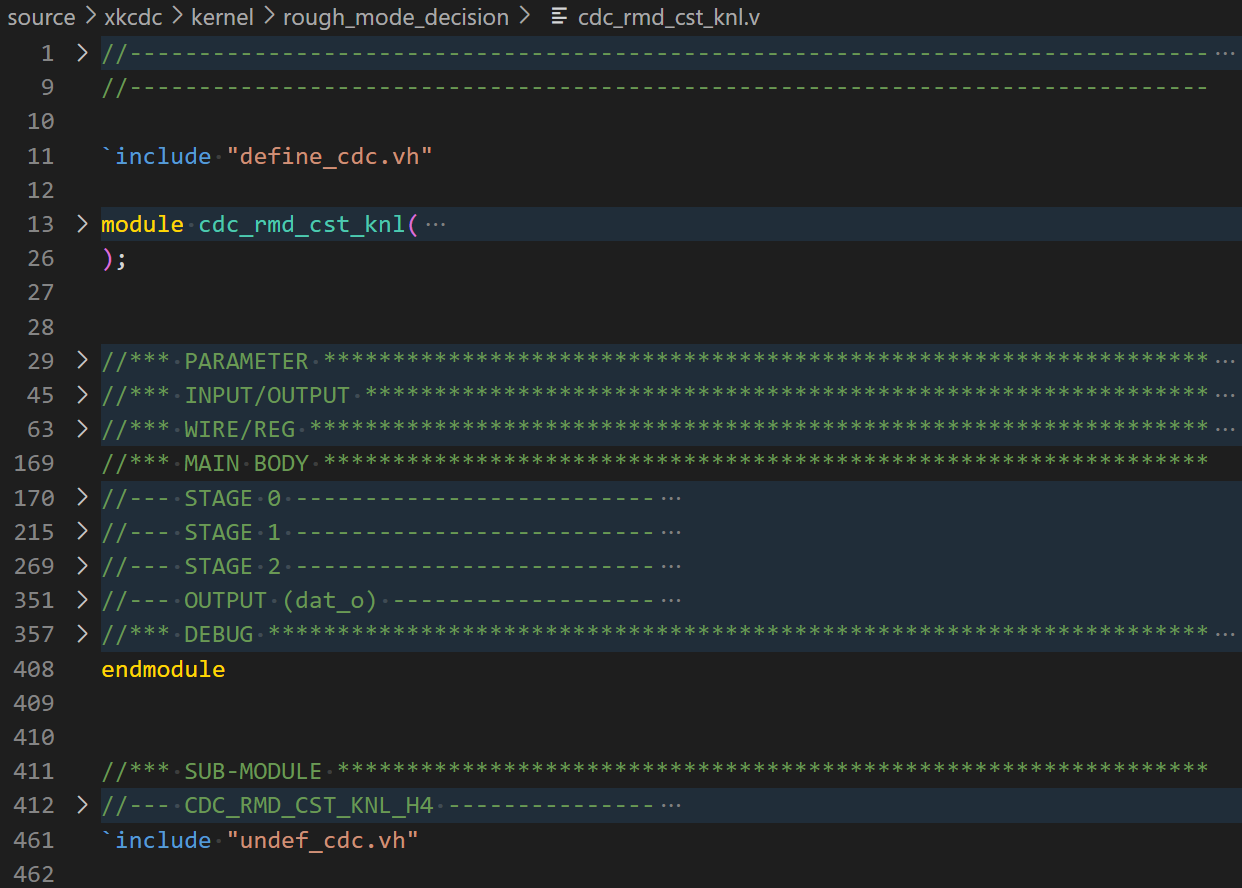 source > xkcdc > kernel > rough_mode_decision > cdc_rmd_cst_knl.v
1 > //------------------------------------------------------------------------------ ···
9 //------------------------------------------------------------------------------
10
11 `include "define_cdc.vh"
12
13 > module cdc_rmd_cst_knl( ···
26 );
27
28
29 > //*** PARAMETER **************************************************************** ···
45 > //*** INPUT/OUTPUT ************************************************************* ···
63 > //*** WIRE/REG ***************************************************************** ···
169 //*** MAIN BODY ****************************************************************
170 > //--- STAGE 0 -------------------------- ···
215 > //--- STAGE 1 -------------------------- ···
269 > //--- STAGE 2 -------------------------- ···
351 > //--- OUTPUT (dat_o) ------------------- ···
357 > //*** DEBUG ******************************************************************** ···
408 endmodule
409
410
411 //*** SUB-MODULE ***************************************************************
412 > //--- CDC_RMD_CST_KNL_H4 --------------- ···
461 `include "undef_cdc.vh"
462